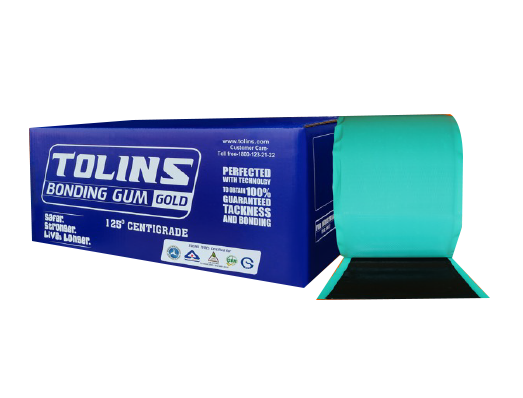 www.tolins.com
Customer Care
Toll free-1800-123-21-22
TOLINS
BONDING GUM GOLD
125° CENTIGRADE
Safer.
Stronger.
Live Longer.
PERFECTED
WITH TECHNOLOGY
TO OBTAIN 100%
GUARANTEED
TACKNESS
AND BONDING